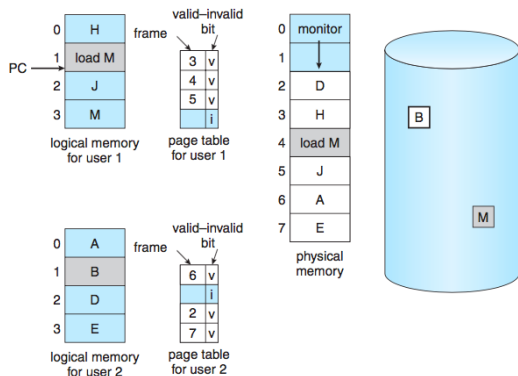 valid–invalid
bit
frame
0 H
1 load M
PC
2 J
3 M
3 v
4 v
5 v
i
logical memory
for user 1
page table
for user 1
0 monitor
1
2 D
3 H
4 load M
5 J
6 A
7 E
physical
memory
B
M
valid–invalid
bit
frame
0 A
1 B
2 D
3 E
6 v
i
2 v
7 v
logical memory
for user 2
page table
for user 2